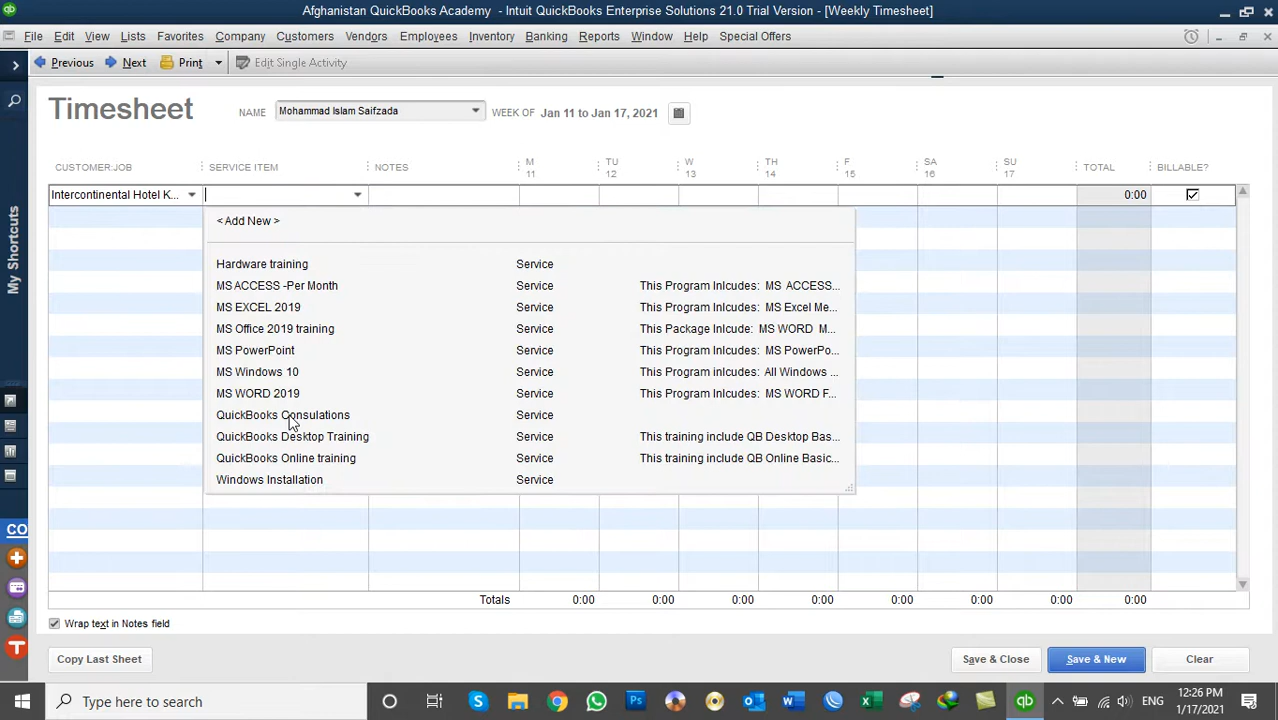 Afghanistan QuickBooks Academy - Intuit QuickBooks Enterprise Solutions 21.0 Trial Version - [Weekly Timesheet]
File Edit View Lists Favorites Company Customers Vendors Employees Inventory Banking Reports Window Help Special Offers
Previous Next Print Edit Single Activity
Timesheet NAME Mohammad Islam Saifzada WEEK OF Jan 11 to Jan 17, 2021
M TU W TH F SA SU
CUSTOMER:JOB SERVICE ITEM NOTES TOTAL BILLABLE?
11 12 13 14 15 16 17
Intercontinental Hotel K... 0:00
< Add New >
My Shortcuts
Hardware training Service
MS ACCESS -Per Month Service This Program Inlcudes: MS ACCESS...
MS EXCEL 2019 Service This Program Inlcudes: MS Excel Me...
MS Office 2019 training Service This Package Inlcude: MS WORD M...
MS PowerPoint Service This Program Inlcudes: MS PowerPo...
MS Windows 10 Service This Program inlcudes: All Windows ...
MS WORD 2019 Service This Program Inlcudes: MS WORD F...
QuickBooks Consulations Service
QuickBooks Desktop Training Service This training include QB Desktop Bas...
QuickBooks Online training Service This training include QB Online Basic...
Windows Installation Service
CO
Totals 0:00 0:00 0:00 0:00 0:00 0:00 0:00 0:00
Wrap text in Notes field
Copy Last Sheet Save & Close Save & New Clear
Type here to search ENG 12:26 PM
1/17/2021